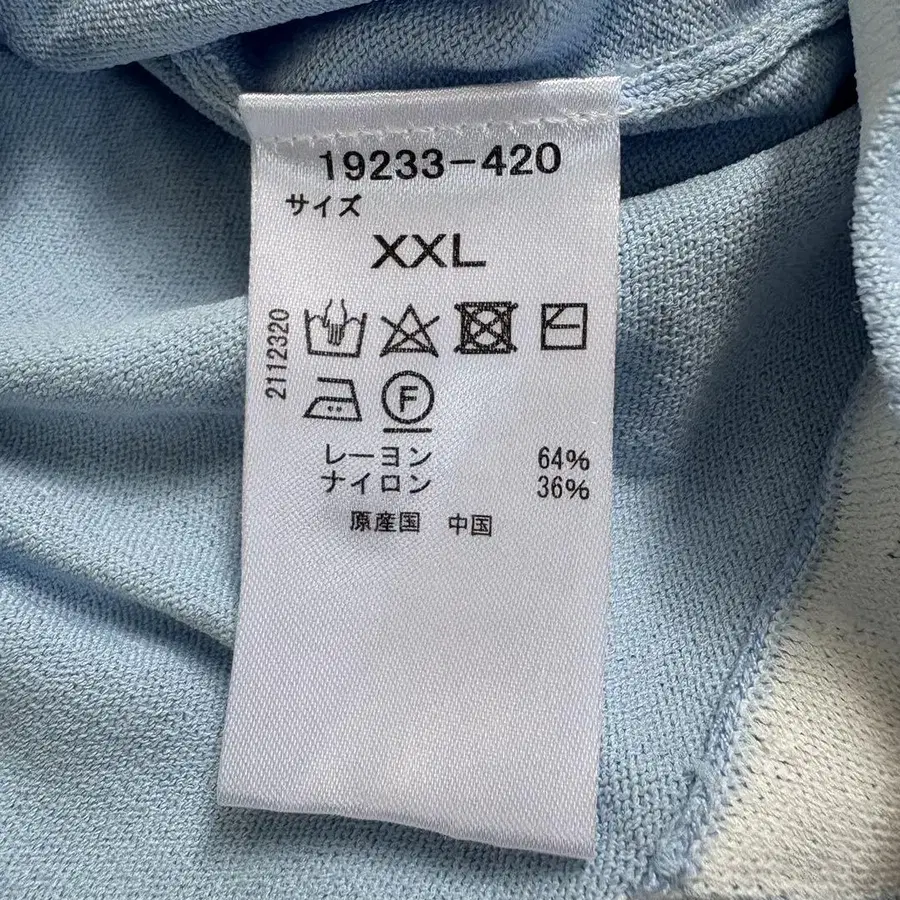 19233-420
サイズ
XXL
2112320
F
レーヨン 64%
ナイロン 36%
原産国 中国